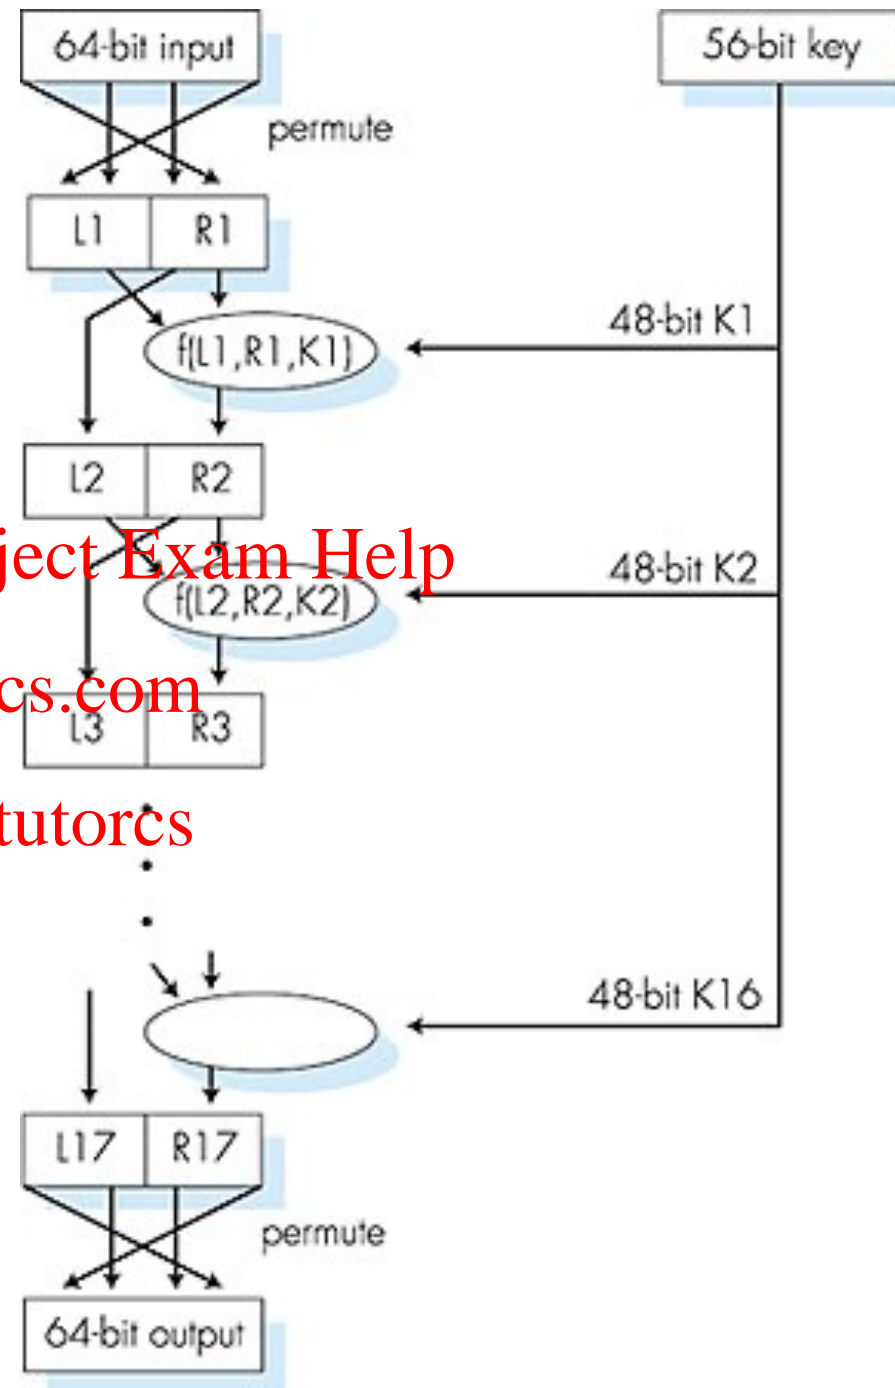 64-bit input
56-bit key
permute
L1 R1
48-bit K1
f(L1,R1,K1)
L2 R2
ject Exam Help
48-bit K2
f(L2,R2,K2)
cs.com
L3 R3
tutorcs
48-bit K16
L17 R17
permute
64-bit output